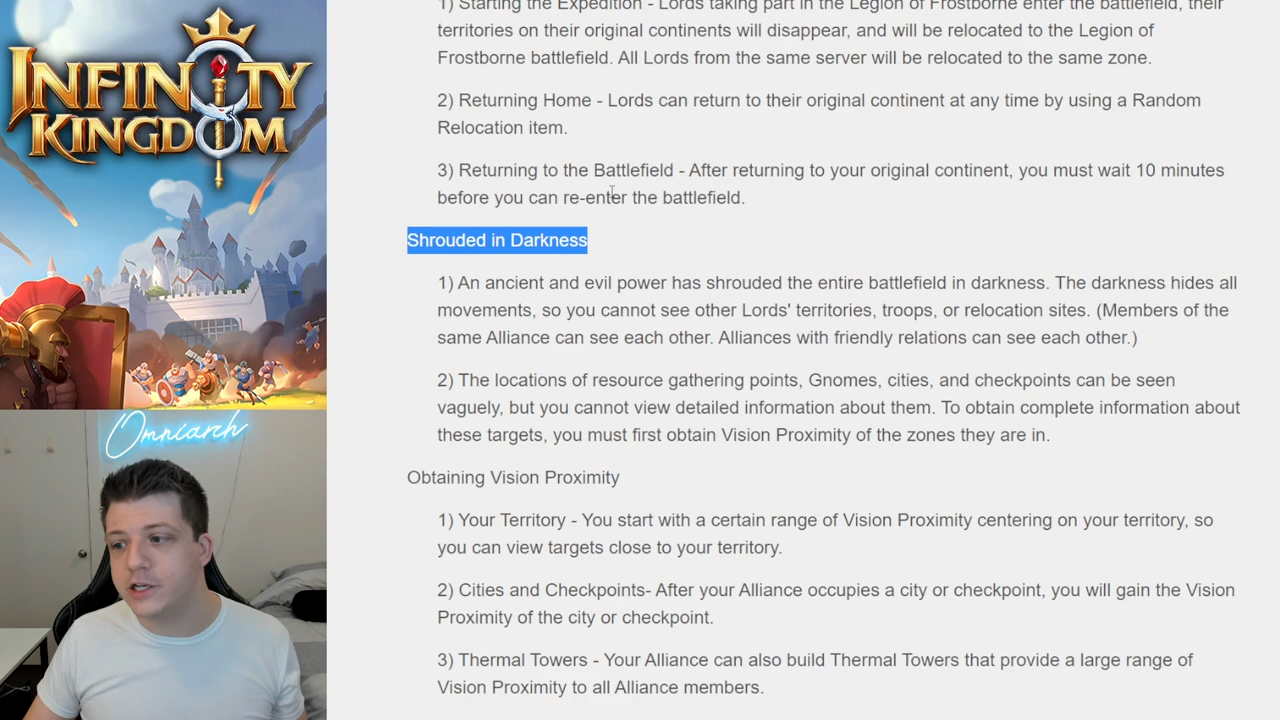 INFINITY
KINGDOM
Omniarch
1) Starting the Expedition - Lords taking part in the Legion of Frostborne enter the battlefield, their
territories on their original continents will disappear, and will be relocated to the Legion of
Frostborne battlefield. All Lords from the same server will be relocated to the same zone.
2) Returning Home - Lords can return to their original continent at any time by using a Random
Relocation item.
3) Returning to the Battlefield - After returning to your original continent, you must wait 10 minutes
before you can re-enter the battlefield.
Shrouded in Darkness
1) An ancient and evil power has shrouded the entire battlefield in darkness. The darkness hides all
movements, so you cannot see other Lords' territories, troops, or relocation sites. (Members of the
same Alliance can see each other. Alliances with friendly relations can see each other.)
2) The locations of resource gathering points, Gnomes, cities, and checkpoints can be seen
vaguely, but you cannot view detailed information about them. To obtain complete information about
these targets, you must first obtain Vision Proximity of the zones they are in.
Obtaining Vision Proximity
1) Your Territory - You start with a certain range of Vision Proximity centering on your territory, so
you can view targets close to your territory.
2) Cities and Checkpoints- After your Alliance occupies a city or checkpoint, you will gain the Vision
Proximity of the city or checkpoint.
3) Thermal Towers - Your Alliance can also build Thermal Towers that provide a large range of
Vision Proximity to all Alliance members.